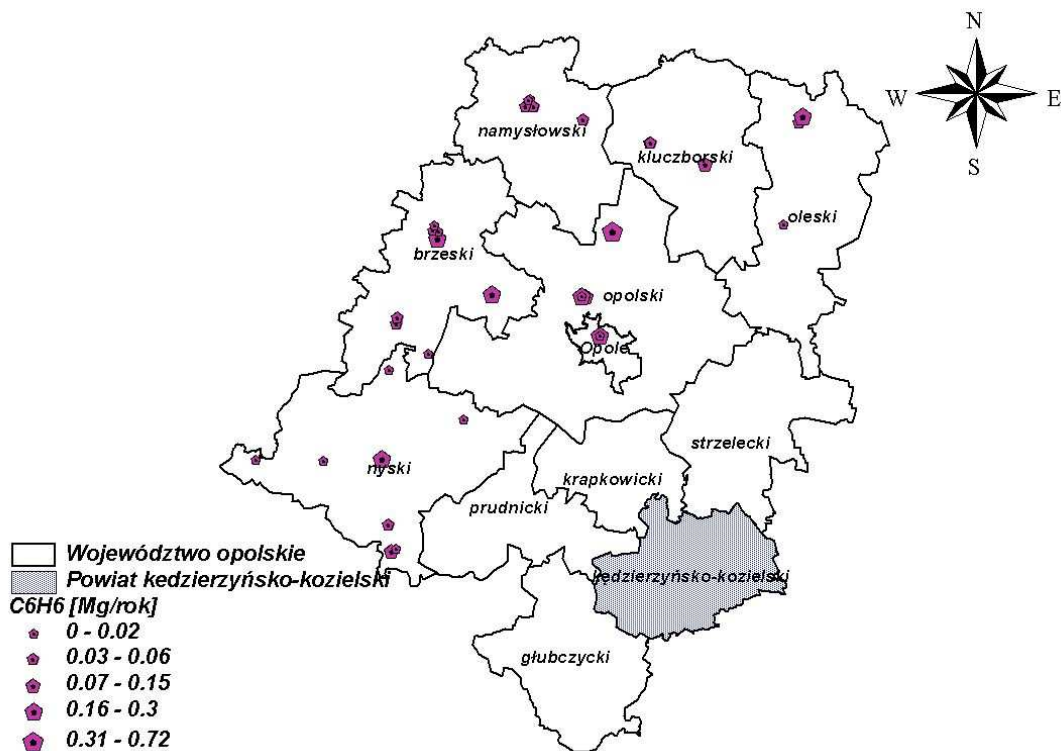 N
W
E
S
namysłowski
kluczborski
oleski
brzeski
opolski
Opole
strzelecki
nyski
krapkowicki
prudnicki
kędzierzyńsko-kozielski
głubczycki
Województwo opolskie
Powiat kedzierzyńsko-kozielski
C6H6 [Mg/rok]
0 - 0.02
0.03 - 0.06
0.07 - 0.15
0.16 - 0.3
0.31 - 0.72